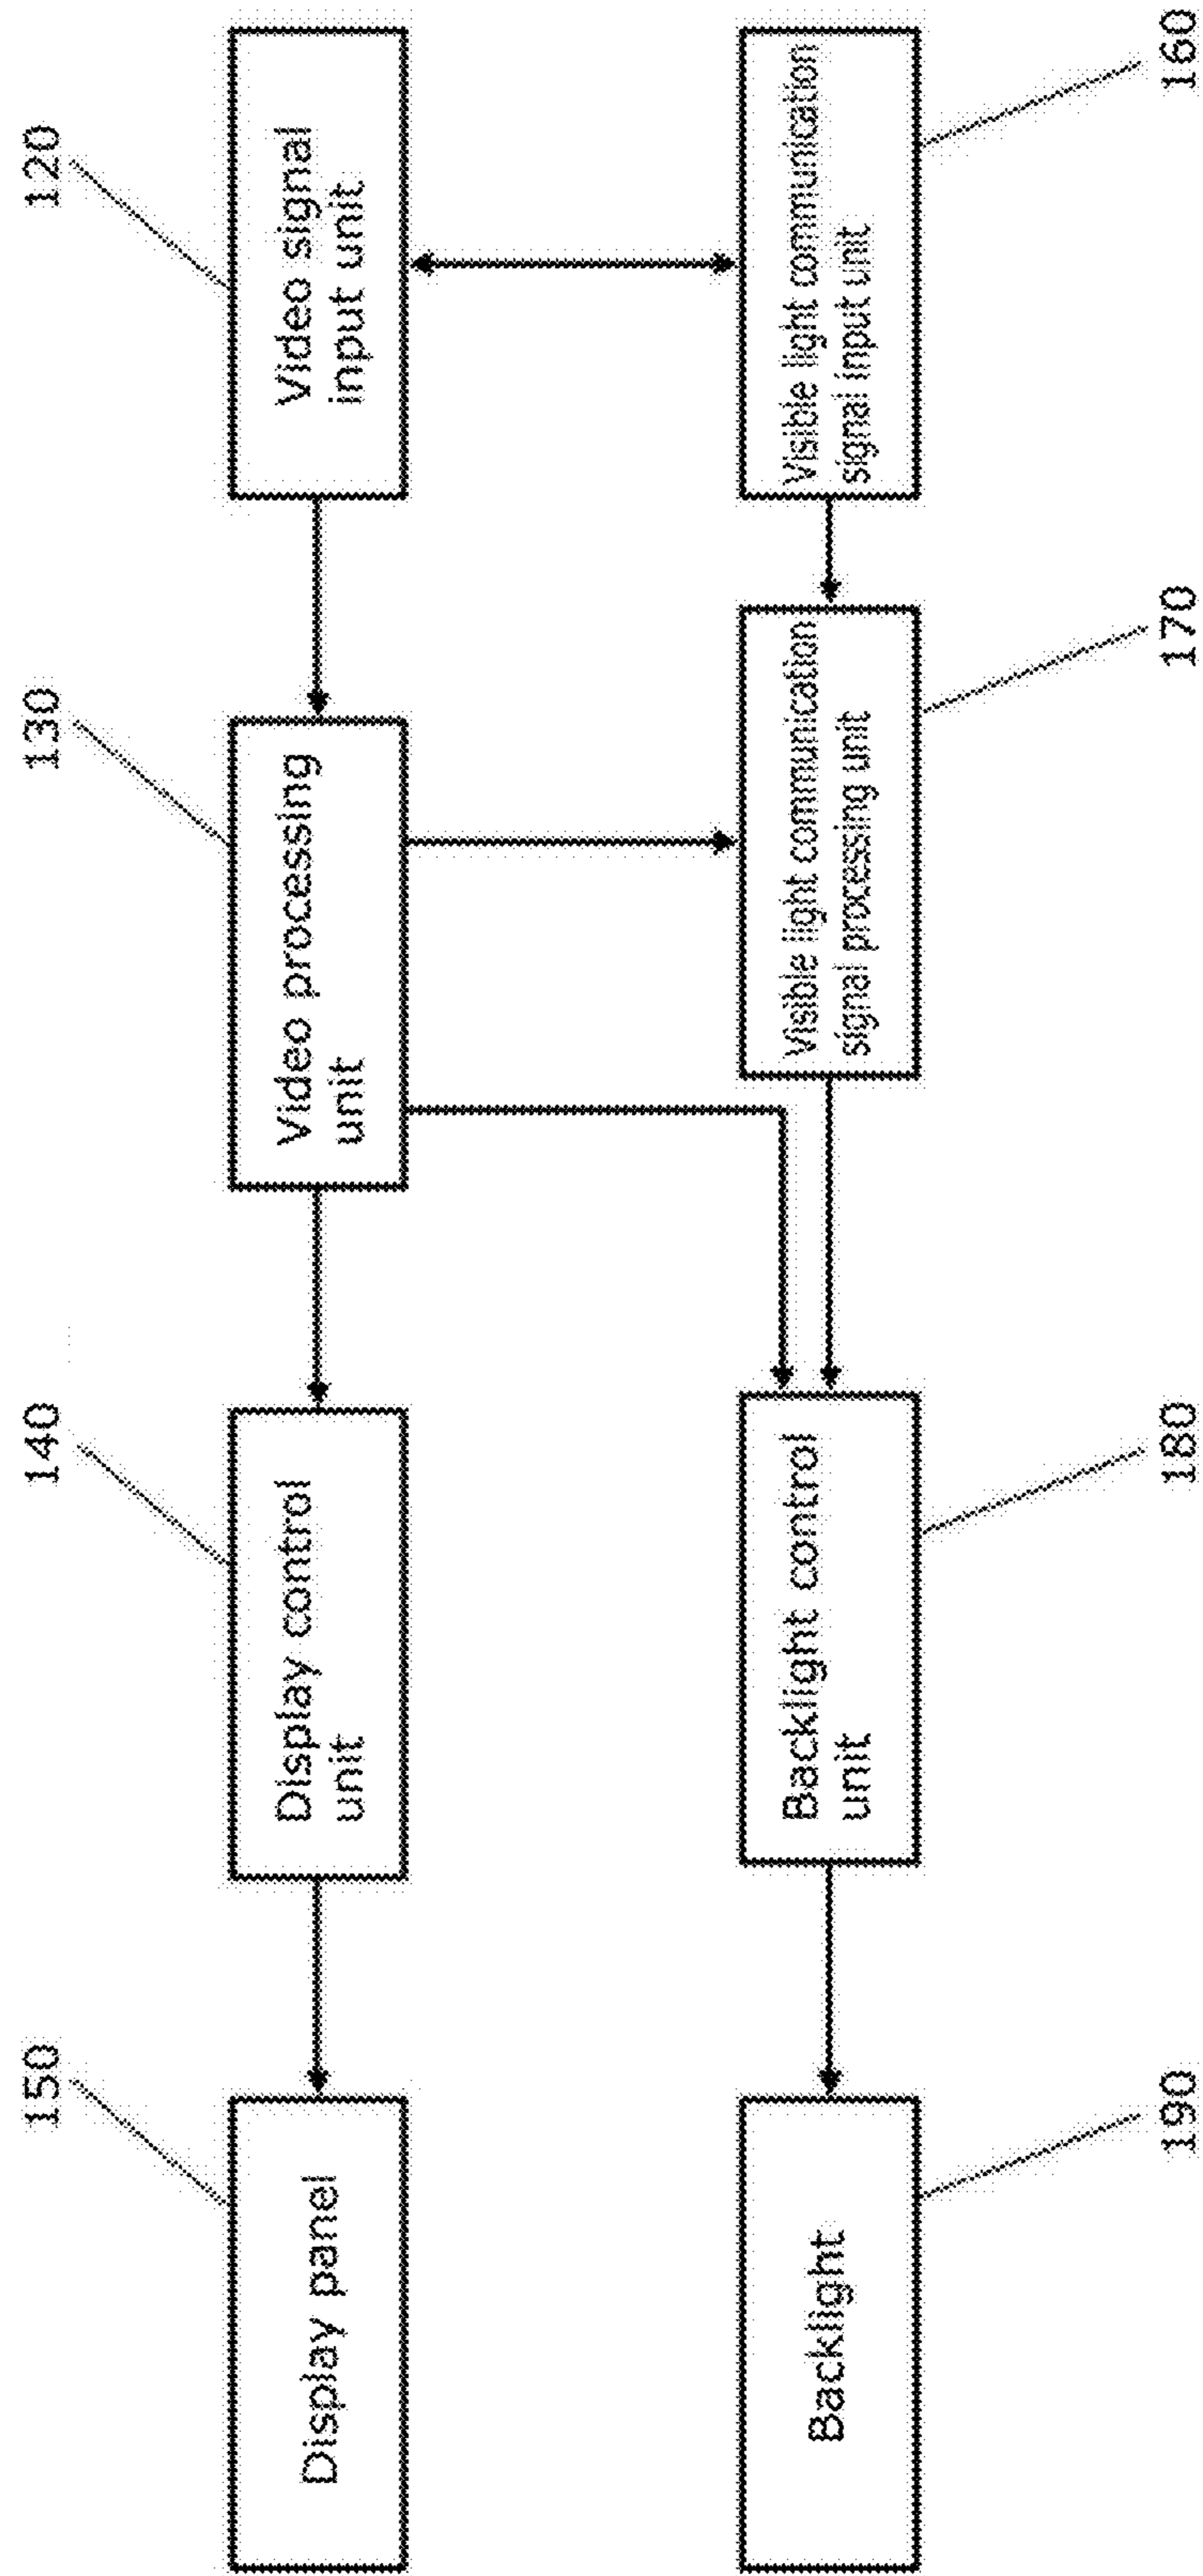 150
140
130
120
Display panel
Display control
unit
Video processing
unit
Video signal
input unit
Backlight
Backlight control
unit
Visible light communication
signal processing unit
Visible light communication
signal input unit
190
180
170
160